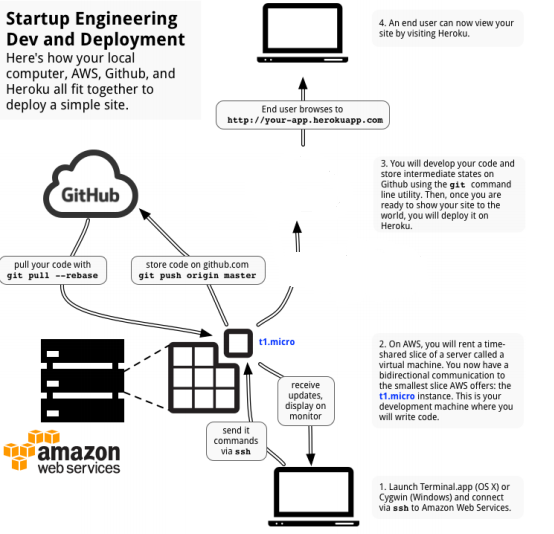 Startup Engineering
Dev and Deployment
Here's how your local
computer, AWS, Github, and
Heroku all fit together to
deploy a simple site.
4. An end user can now view your
site by visiting Heroku.
End user browses to
http://your-app.herokuapp.com
GitHub
3. You will develop your code and
store intermediate states on
Github using the git command
line utility. Then, once you are
ready to show your site to the
world, you will deploy it on
Heroku.
pull your code with
git pull --rebase
store code on github.com
git push origin master
t1.micro
2. On AWS, you will rent a time-
shared slice of a server called a
virtual machine. You now have a
bidirectional communication to
the smallest slice AWS offers: the
t1.micro instance. This is your
development machine where you
will write code.
receive
updates,
display on
monitor
send it
commands
via ssh
amazon
web services
1. Launch Terminal.app (OS X) or
Cygwin (Windows) and connect
via ssh to Amazon Web Services.